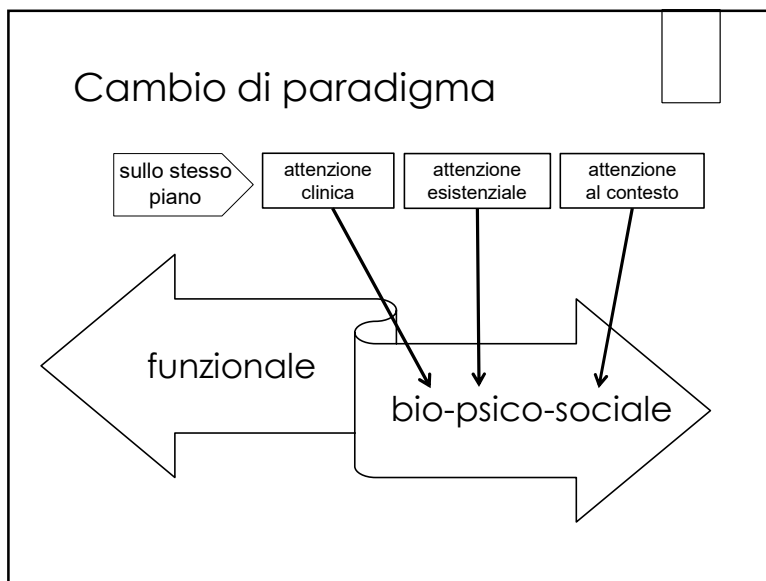 Cambio di paradigma
sullo stesso
piano
attenzione
clinica
attenzione
esistenziale
attenzione
al contesto
funzionale
bio-psico-sociale